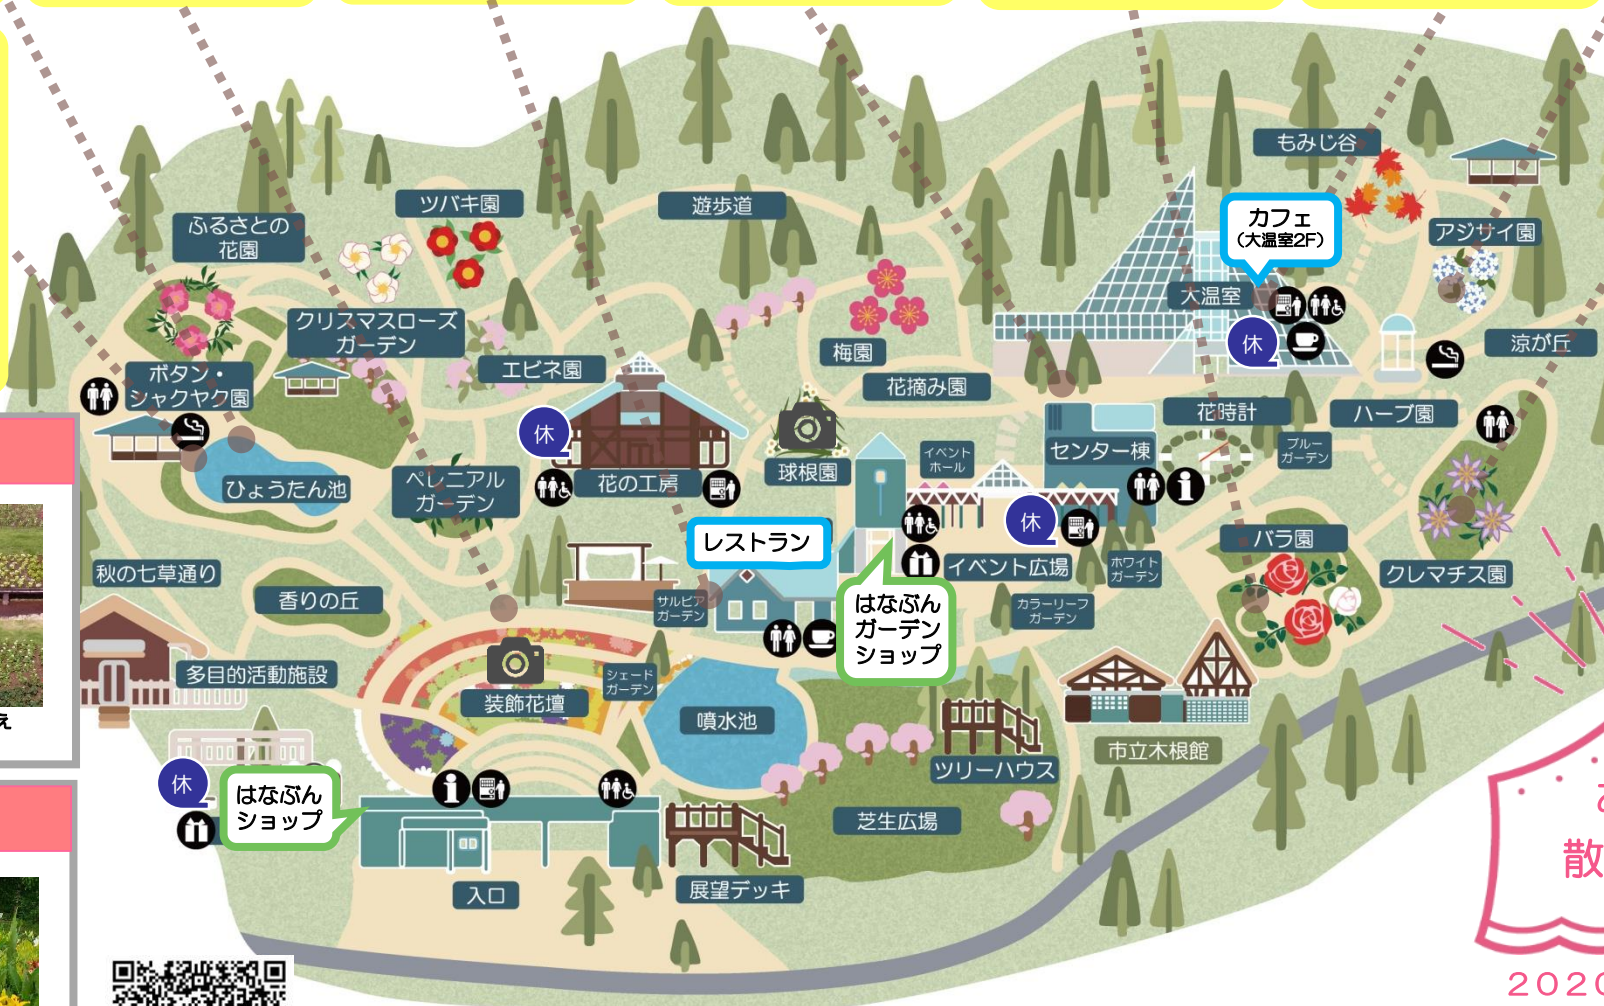 もみじ谷
カフェ
(大温室2F)
アジサイ園
ツバキ園
遊歩道
ふるさとの
花園
大温室
休
涼が丘
クリスマスローズ
ガーデン
エビネ園
梅園
花摘み園
ボタン・
シャクヤク園
花時計
ハーブ園
休
イベント
ホール
センター棟
ブルー
ガーデン
球根園
花の工房
ペレニアル
ガーデン
ひょうたん池
休
レストラン
バラ園
イベント広場
ホワイト
ガーデン
クレマチス園
秋の七草通り
香りの丘
サルビア
ガーデン
はなぶん
ガーデン
ショップ
カラーリーフ
ガーデン
多目的活動施設
シェード
ガーデン
装飾花壇
噴水池
え
市立木根館
ツリーハウス
休
はなぶん
ショップ
芝生広場
散
入口
展望デッキ
2020